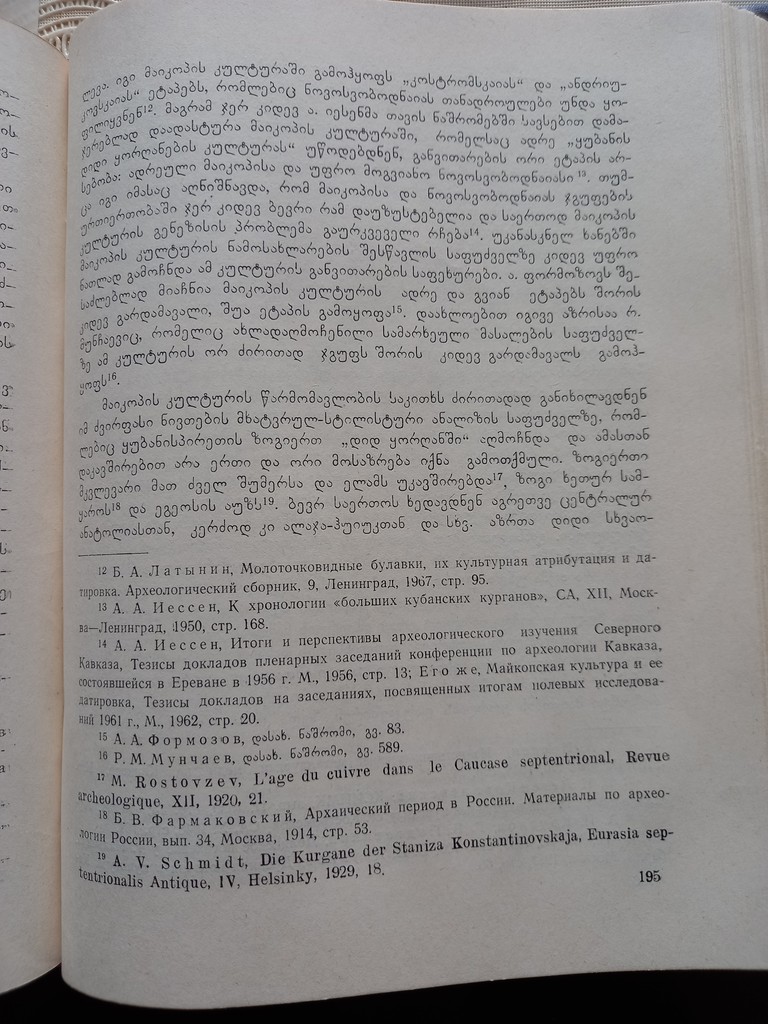 ლევა. იგი მაიკოპის კულტურაში გამოჰყოფს „კოსტრომსკაიას“ და „ანდრიუ-
კოვსკაიას“ ეტაპებს, რომლებიც ნოვოსვობოდნაიას თანადროულები უნდა ყო-
ფილიყვნენ¹². მაგრამ ჯერ კიდევ ა. იესენმა თავის ნაშრომებში სავსებით დამა-
ჯერებლად დაადასტურა მაიკოპის კულტურაში, რომელსაც ადრე „ყუბანის
დიდი ყორღანების კულტურას“ უწოდებდნენ, განვითარების ორი ეტაპის არ-
სებობა: ადრეული მაიკოპისა და უფრო მოგვიანო ნოვოსვობოდნაიასი¹³. თუმ-
ცა იგი იმასაც აღნიშნავდა, რომ მაიკოპისა და ნოვოსვობოდნაიას ჯგუფების
ურთიერთობაში ჯერ კიდევ ბევრი რამ დაუზუსტებელია და საერთოდ მაიკოპის
კულტურის გენეზისის პრობლემა გაურკვეველი რჩება¹⁴. უკანასკნელ ხანებში
მაიკოპის კულტურის ნამოსახლარების შესწავლის საფუძველზე კიდევ უფრო
ნათლად გამოჩნდა ამ კულტურის განვითარების საფეხურები. ა. ფორმოზოვს შე-
საძლებლად მიაჩნია მაიკოპის კულტურის ადრე და გვიან ეტაპებს შორის
კიდევ გარდამავალი, შუა ეტაპის გამოყოფა¹⁵. დაახლოებით იგივე აზრისაა რ.
მუნჩაევიც, რომელიც ახლადაღმოჩენილი სამარხეული მასალების საფუძველ-
ზე ამ კულტურის ორ ძირითად ჯგუფს შორის კიდევ გარდამავალს გამოჰ-
ყოფს¹⁶.
მაიკოპის კულტურის წარმომავლობის საკითხს ძირითადად განიხილავდნენ
იმ ძვირფასი ნივთების მხატვრულ-სტილისტური ანალიზის საფუძველზე, რომ-
ლებიც ყუბანისპირეთის ზოგიერთ „დიდ ყორღანში“ აღმოჩნდა და ამასთან
დაკავშირებით არა ერთი და ორი მოსაზრება იქნა გამოთქმული. ზოგიერთი
მკვლევარი მათ ძველ შუმერსა და ელამს უკავშირებდა¹⁷, ზოგი ხეთურ სამ-
ყაროს¹⁸ და ეგეოსის აუზს¹⁹. ბევრ საერთოს ხედავდნენ აგრეთვე ცენტრალურ
ანატოლიასთან, კერძოდ კი ალაჯა-ჰუიუკთან და სხვ. აზრთა დიდი სხვაო-
¹² Б. А. Латынин, Молоточковидные булавки, их культурная атрибутация и да-
тировка. Археологический сборник, 9, Ленинград, 1967, стр. 95.
¹³ А. А. Иессен, К хронологии «больших кубанских курганов», СА, XII, Моск-
ва—Ленинград, 1950, стр. 168.
¹⁴ А. А. Иессен, Итоги и перспективы археологического изучения Северного
Кавказа, Тезисы докладов пленарных заседаний конференции по археологии Кавказа,
состоявшейся в Ереване в 1956 г. М., 1956, стр. 13; Его же, Майкопская культура и ее
датировка, Тезисы докладов на заседаниях, посвященных итогам полевых исследова-
ний 1961 г., М., 1962, стр. 20.
¹⁵ А. А. Формозов, დასახ. ნაშრომი, გვ. 83.
¹⁶ Р. М. Мунчаев, დასახ. ნაშრომი, გვ. 589.
¹⁷ M. Rostovzev, L'age du cuivre dans le Caucase septentrional, Revue
archeologique, XII, 1920, 21.
¹⁸ Б. В. Фармаковский, Архаический период в России. Материалы по архео-
логии России, вып. 34, Москва, 1914, стр. 53.
¹⁹ A. V. Schmidt, Die Kurgane der Staniza Konstantinovskaja, Eurasia sep-
tentrionalis Antique, IV, Helsinky, 1929, 18.
195